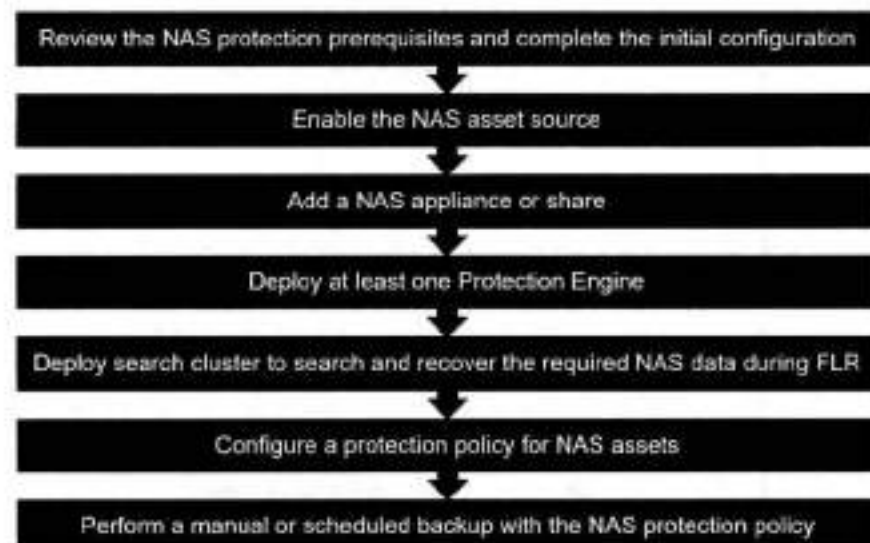 Review the NAS protection prerequisites and complete the initial configuration
Enable the NAS asset source
Add a NAS appliance or share
Deploy at least one Protection Engine
Deploy search cluster to search and recover the required NAS data during FLR
Configure a protection policy for NAS assets
Perform a manual or scheduled backup with the NAS protection policy